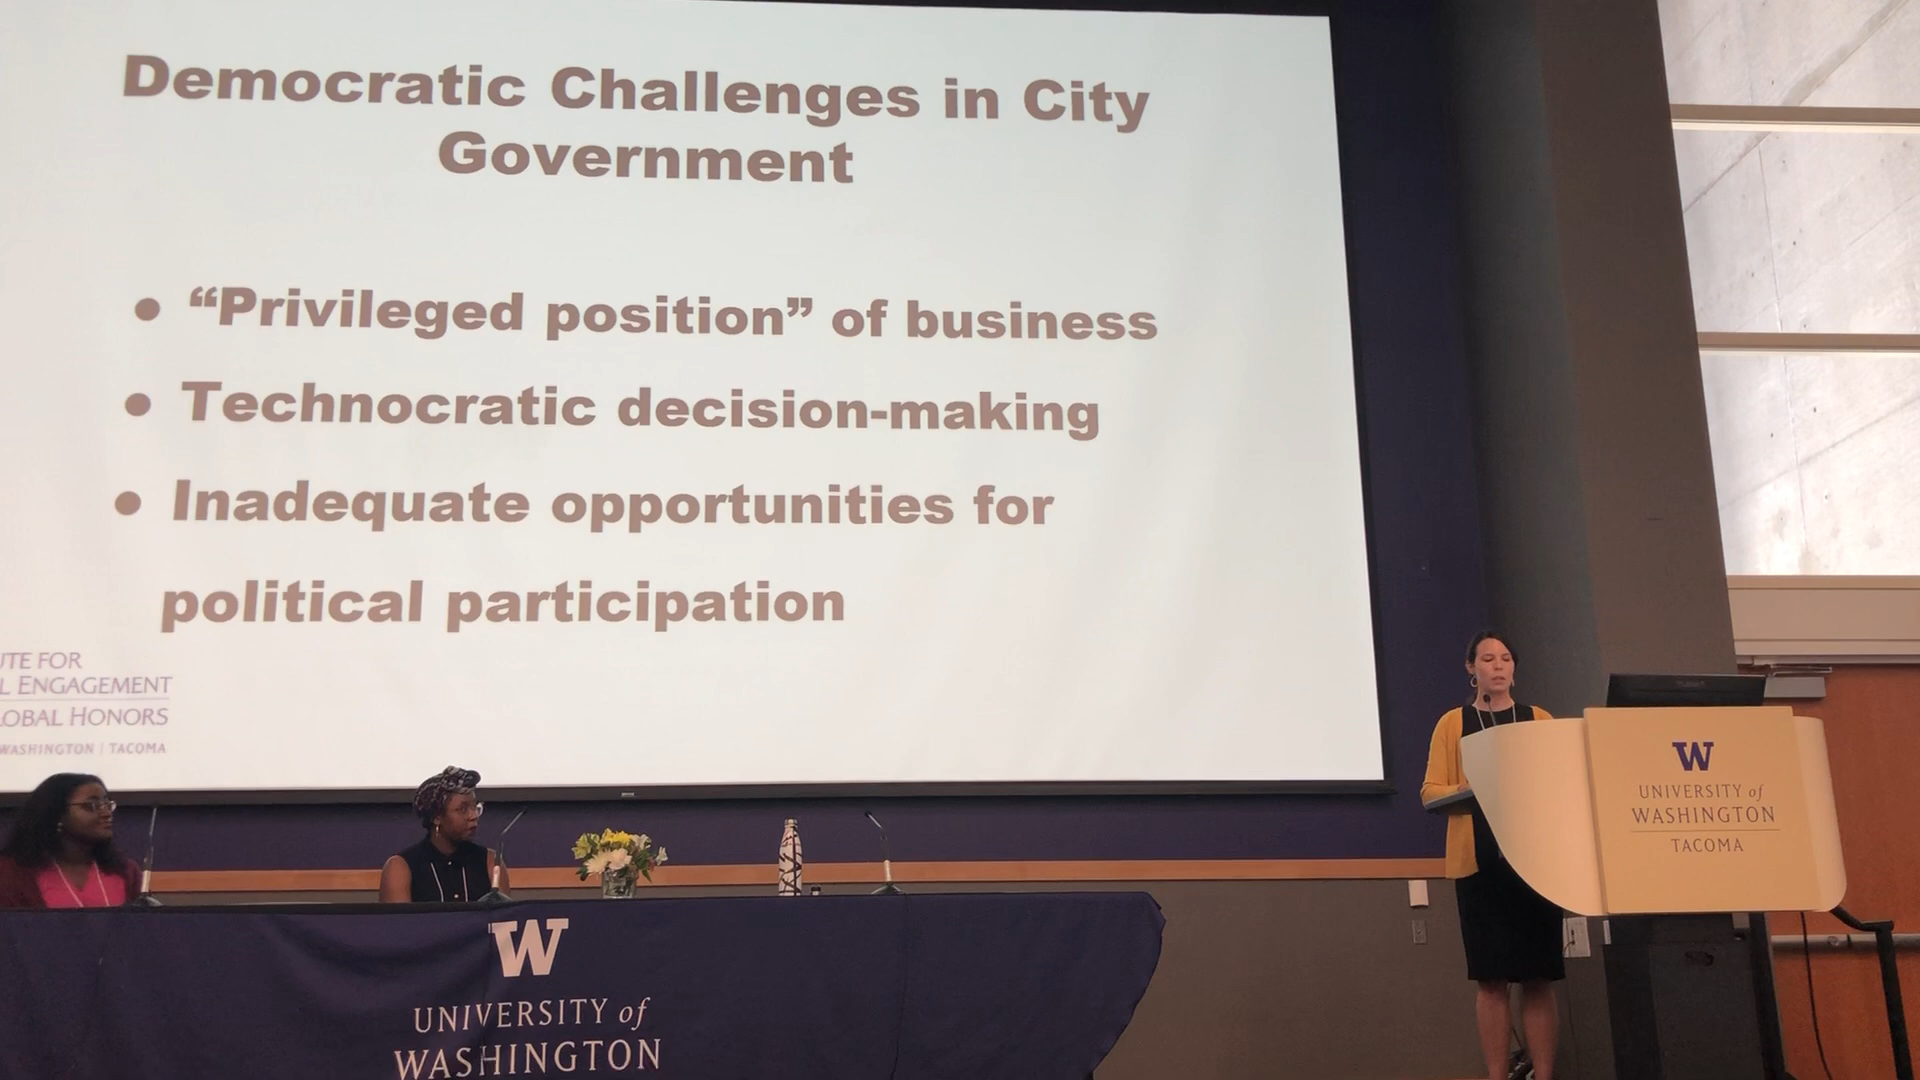 Democratic Challenges in City
Government
● “Privileged position” of business
● Technocratic decision-making
● Inadequate opportunities for
political participation
UTE FOR
L ENGAGEMENT
LOBAL HONORS
WASHINGTON | TACOMA
W
UNIVERSITY of
WASHINGTON
TACOMA
W
UNIVERSITY of
WASHINGTON